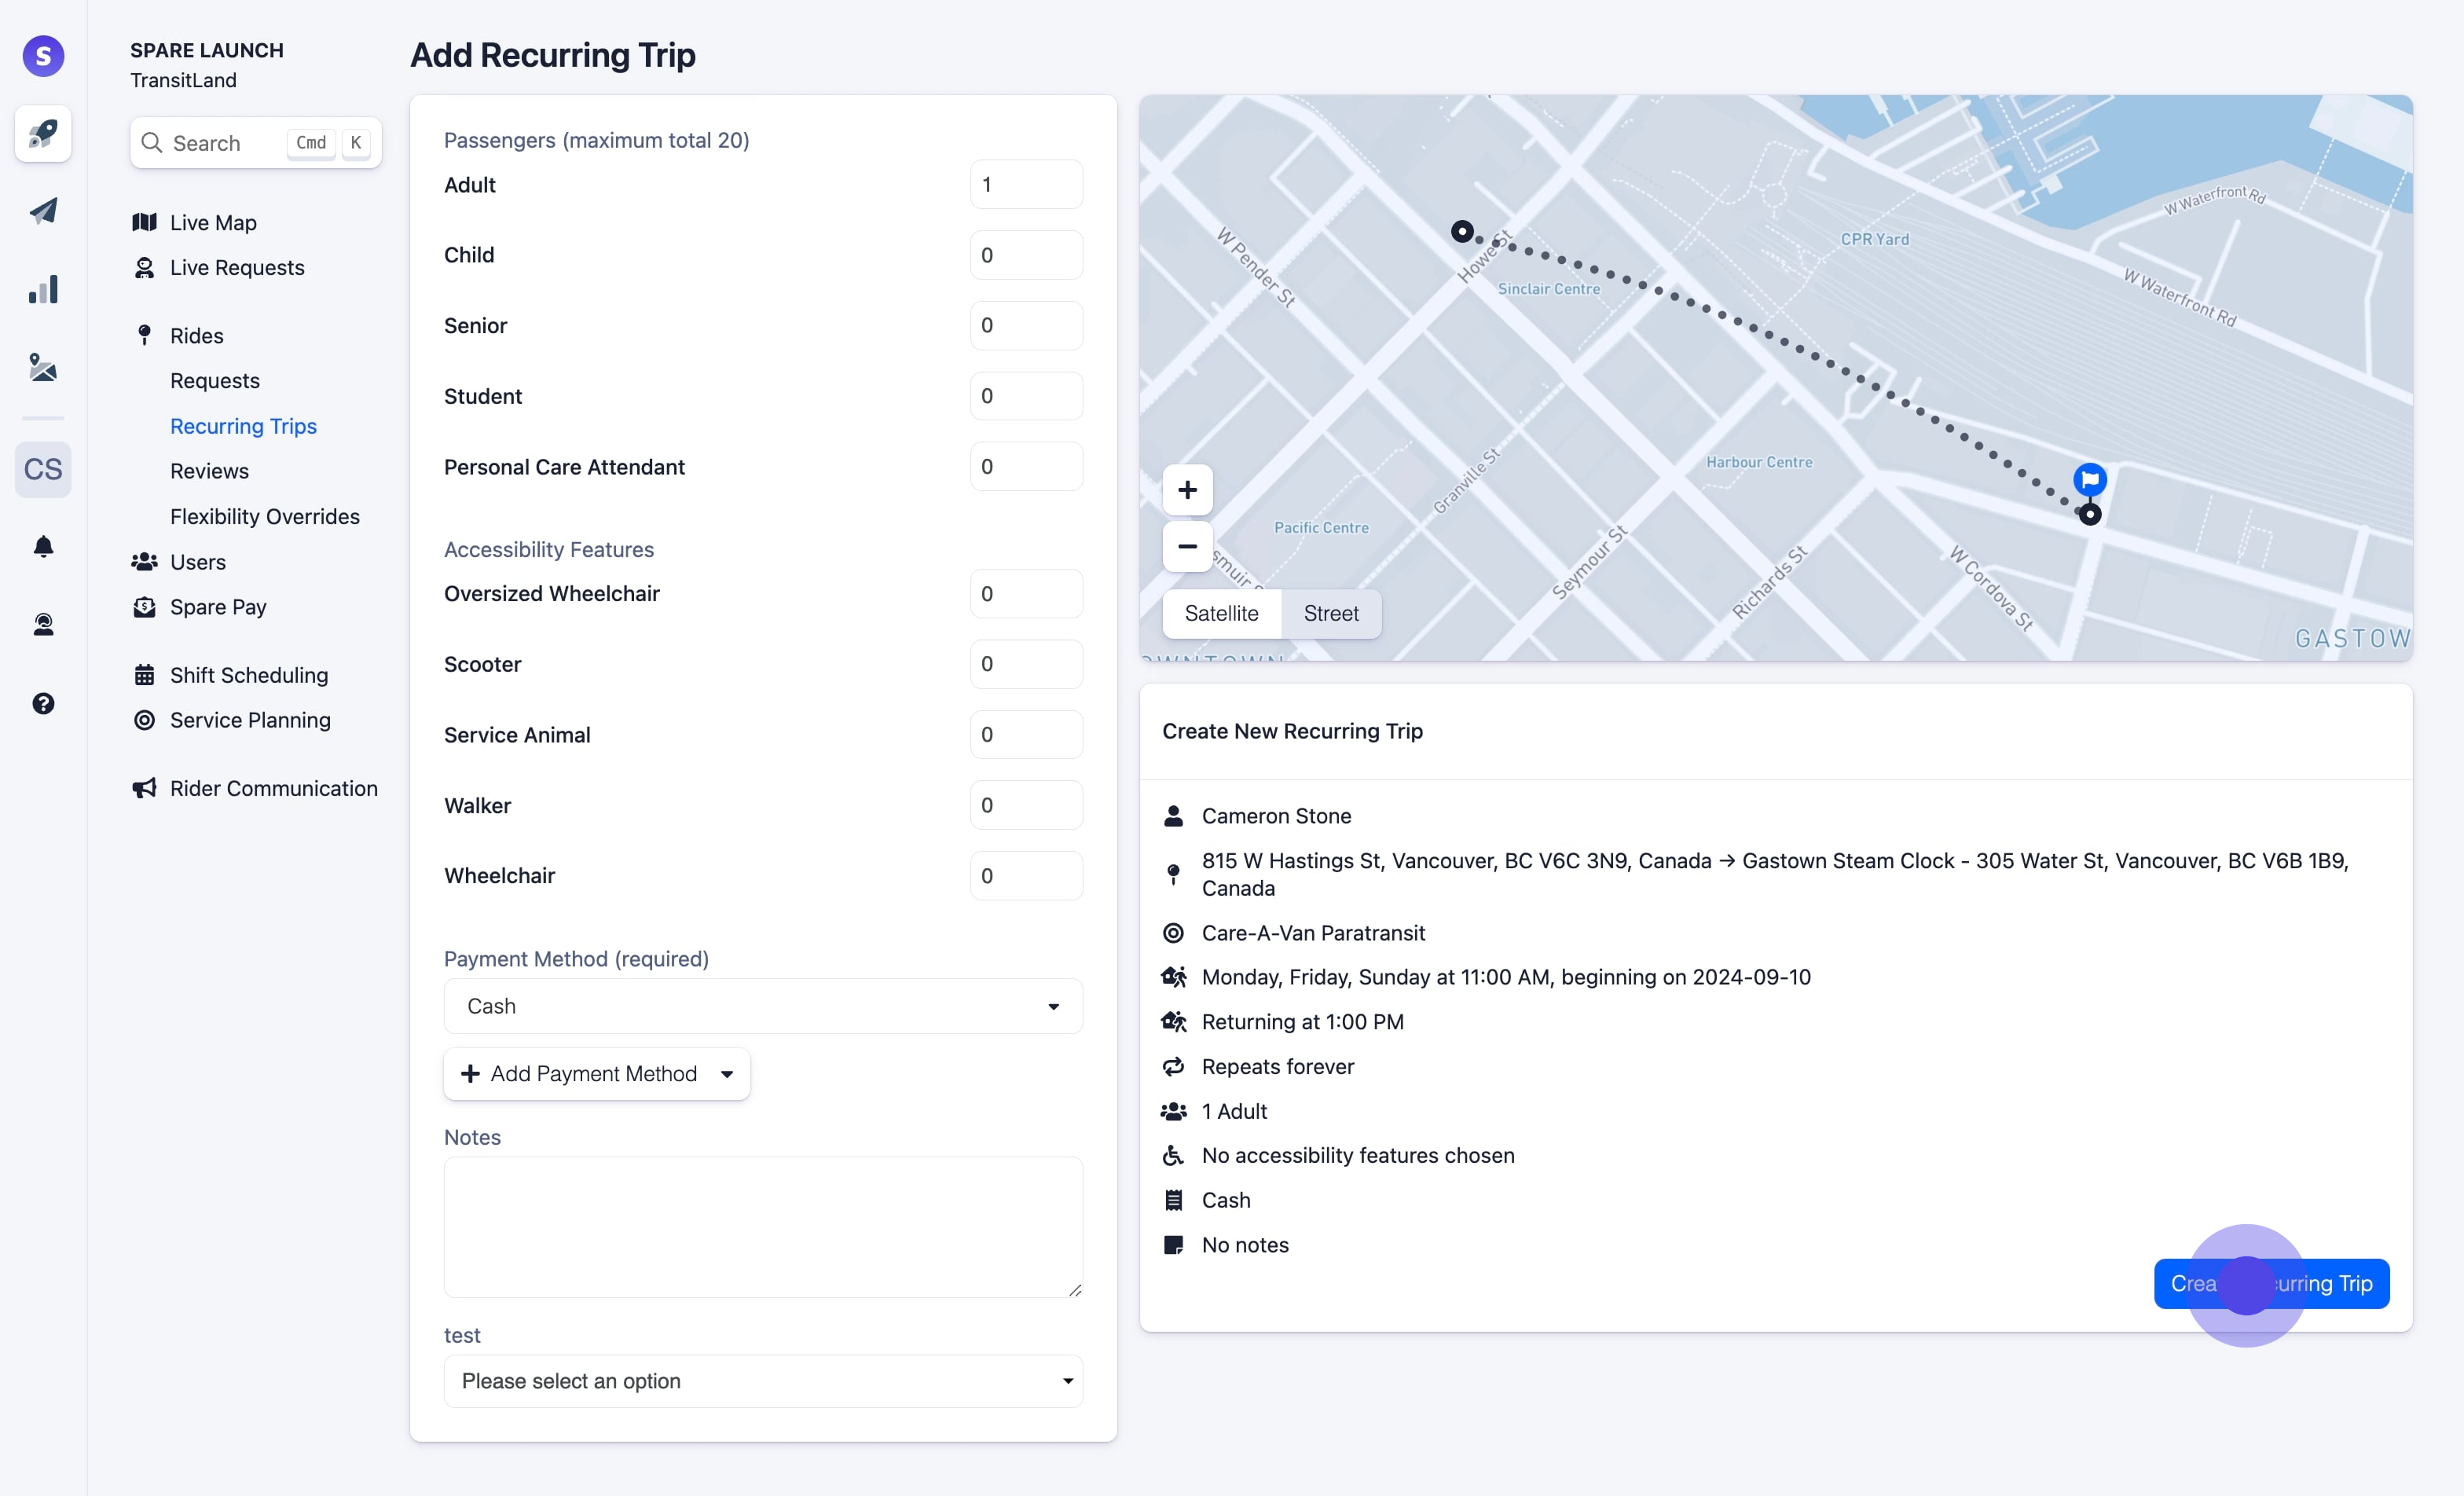 S
SPARE LAUNCH
TransitLand
Search Cmd K
Live Map
Live Requests
Rides
Requests
Recurring Trips
Reviews
Flexibility Overrides
Users
Spare Pay
Shift Scheduling
Service Planning
Rider Communication
CS
Add Recurring Trip
Passengers (maximum total 20)
Adult 1
Child 0
Senior 0
Student 0
Personal Care Attendant 0
Accessibility Features
Oversized Wheelchair 0
Scooter 0
Service Animal 0
Walker 0
Wheelchair 0
Payment Method (required)
Cash
Add Payment Method
Notes
test
Please select an option
W Waterfront Rd
CPR Yard
W Pender St
Howe St
Sinclair Centre
W Waterfront Rd
Harbour Centre
Granville St
Pacific Centre
smuir
Seymour St
Richards St
W Cordova St
Satellite Street
GASTOW
OWNTOWN
Create New Recurring Trip
Cameron Stone
815 W Hastings St, Vancouver, BC V6C 3N9, Canada → Gastown Steam Clock - 305 Water St, Vancouver, BC V6B 1B9,
Canada
Care-A-Van Paratransit
Monday, Friday, Sunday at 11:00 AM, beginning on 2024-09-10
Returning at 1:00 PM
Repeats forever
1 Adult
No accessibility features chosen
Cash
No notes
Crea urring Trip